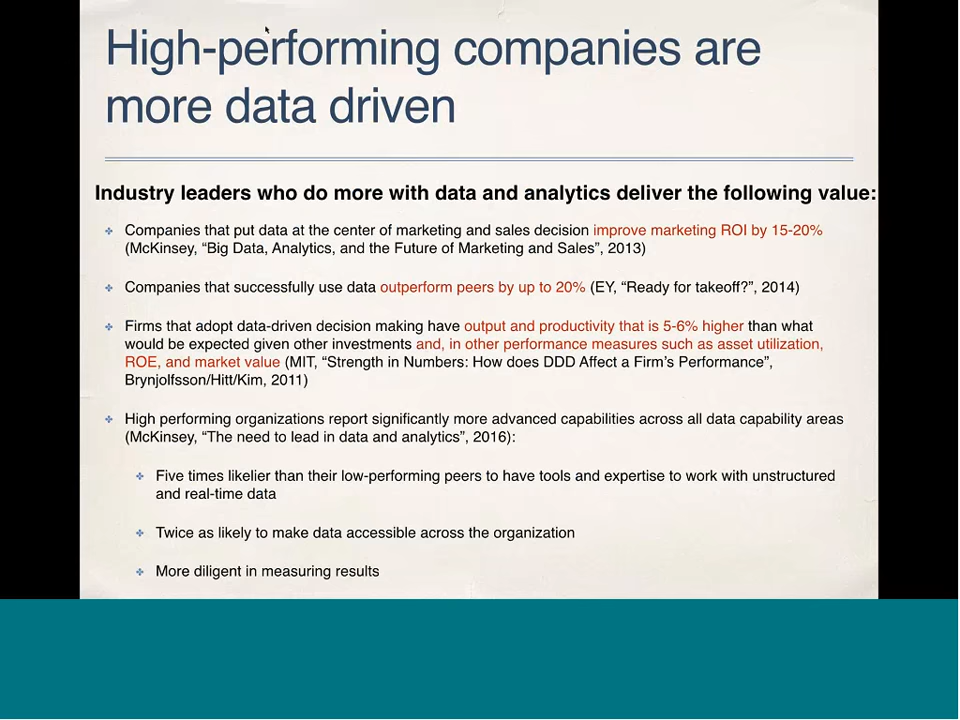 High-performing companies are
more data driven
Industry leaders who do more with data and analytics deliver the following value:
Companies that put data at the center of marketing and sales decision improve marketing ROI by 15-20%
(McKinsey, “Big Data, Analytics, and the Future of Marketing and Sales”, 2013)
Companies that successfully use data outperform peers by up to 20% (EY, “Ready for takeoff?”, 2014)
Firms that adopt data-driven decision making have output and productivity that is 5-6% higher than what
would be expected given other investments and, in other performance measures such as asset utilization,
ROE, and market value (MIT, “Strength in Numbers: How does DDD Affect a Firm’s Performance”,
Brynjolfsson/Hitt/Kim, 2011)
High performing organizations report significantly more advanced capabilities across all data capability areas
(McKinsey, “The need to lead in data and analytics”, 2016):
Five times likelier than their low-performing peers to have tools and expertise to work with unstructured
and real-time data
Twice as likely to make data accessible across the organization
More diligent in measuring results